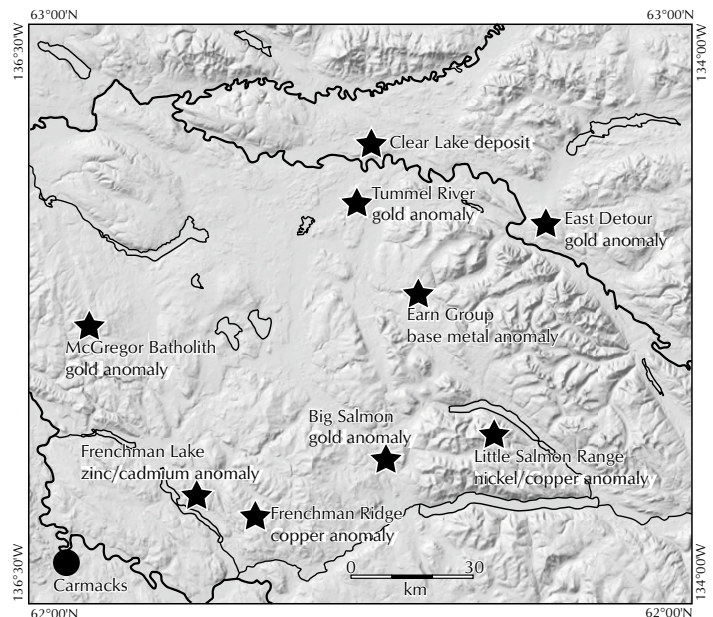 63°00'N
63°00'N
136°30'W
134°00'W
Clear Lake deposit
Tummel River
gold anomaly
East Detour
gold anomaly
Earn Group
base metal anomaly
McGregor Batholith
gold anomaly
Big Salmon
gold anomaly
Little Salmon Range
nickel/copper anomaly
Frenchman Lake
zinc/cadmium anomaly
Frenchman Ridge
copper anomaly
Carmacks
0
30
km
136°30'W
134°00'W
62°00'N
62°00'N